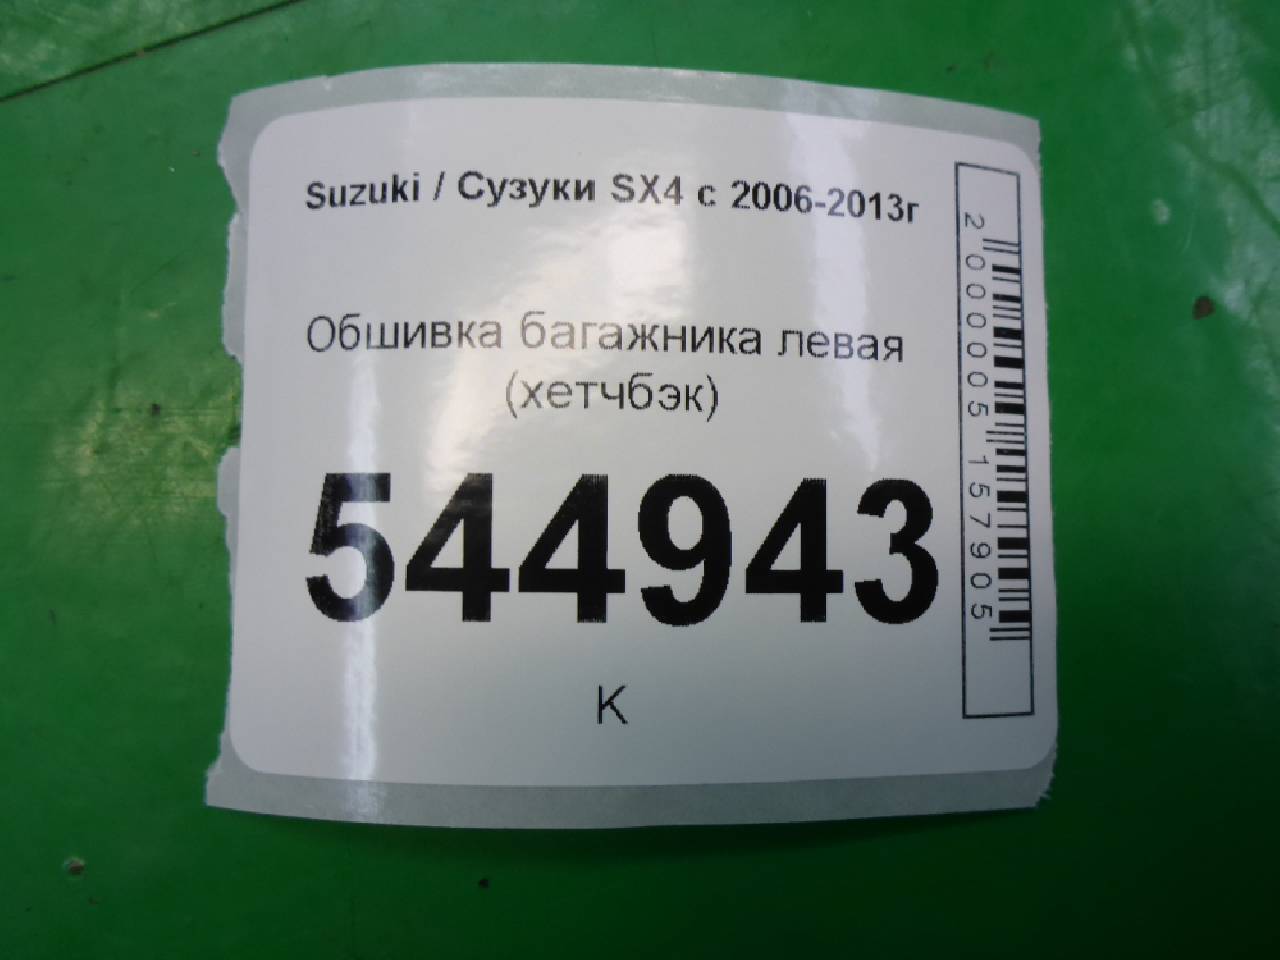 Suzuki / Сузуки SX4 с 2006-2013г
Обшивка багажника левая
(хетчбэк)
544943
К
2000005157905